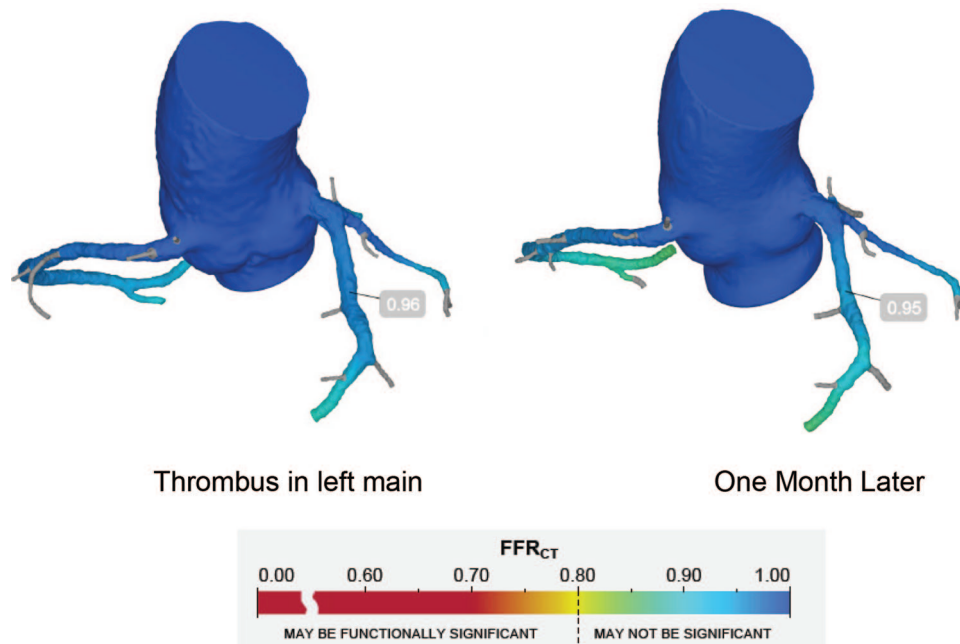 0.96
0.95
Thrombus in left main
One Month Later
FFRCT
0.00 0.60 0.70 0.80 0.90 1.00
MAY BE FUNCTIONALLY SIGNIFICANT MAY NOT BE SIGNIFICANT